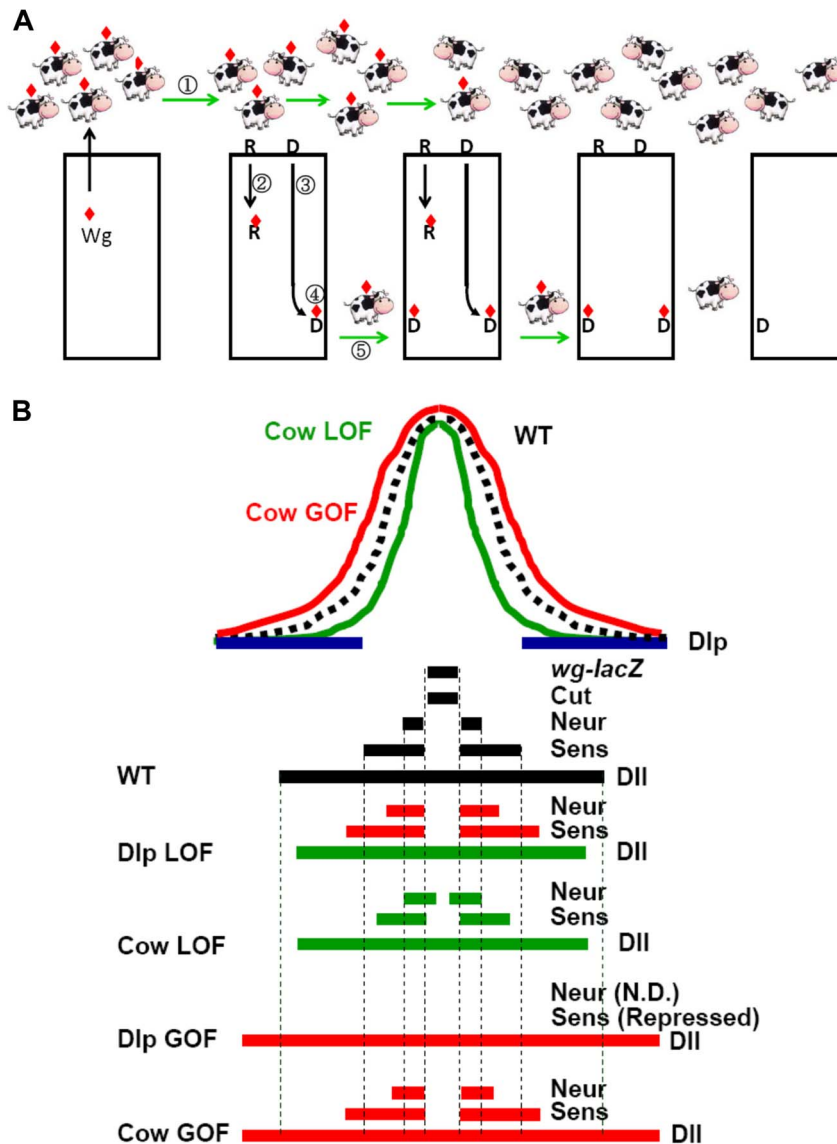 A
①
R D R D R D
② ③
R R
Wg
④
D D D D D D
⑤
B
Cow LOF WT
Cow GOF
Dlp
wg-lacZ
Cut
Neur
Sens
WT Dll
Neur
Sens
Dlp LOF Dll
Neur
Sens
Cow LOF Dll
Neur (N.D.)
Sens (Repressed)
Dlp GOF Dll
Neur
Sens
Cow GOF Dll